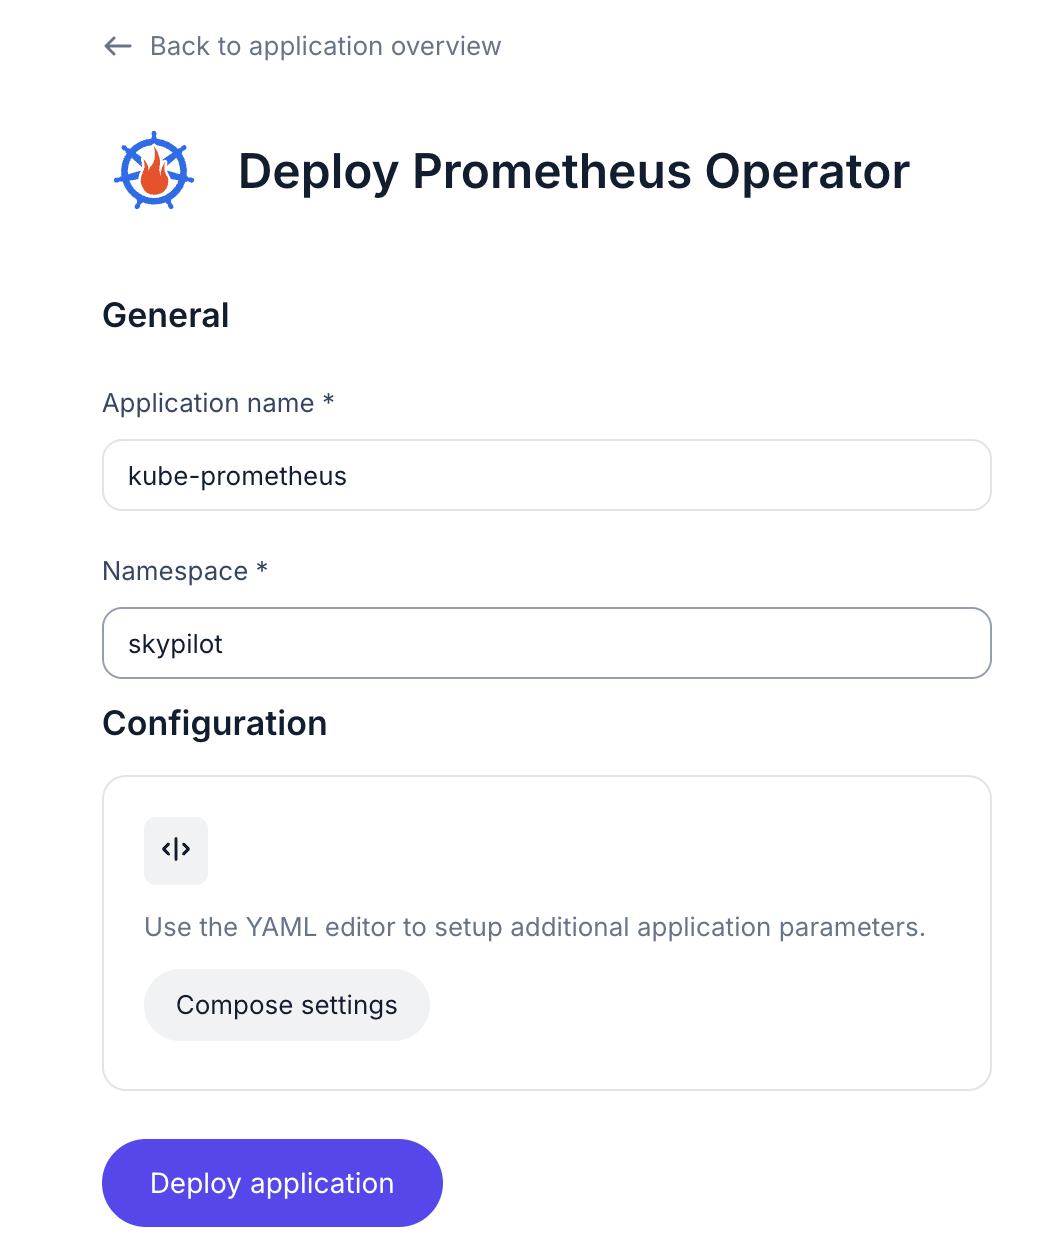 Back to application overview
Deploy Prometheus Operator
General
Application name *
kube-prometheus
Namespace *
skypilot
Configuration
Use the YAML editor to setup additional application parameters.
Compose settings
Deploy application